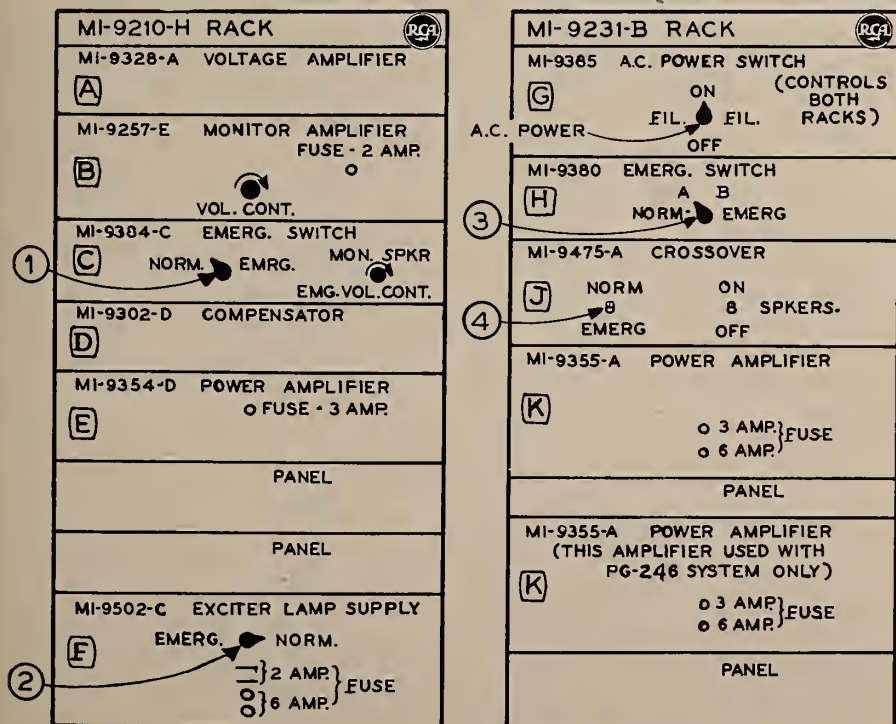 MI-9210-H RACK
RCA
MI-9328-A VOLTAGE AMPLIFIER
A
MI-9257-E MONITOR AMPLIFIER
FUSE - 2 AMP.
B
VOL. CONT.
MI-9384-C EMERG. SWITCH
1
C
NORM. EMRG.
MON. SPKR
EMG. VOL. CONT.
MI-9302-D COMPENSATOR
D
MI-9354-D POWER AMPLIFIER
FUSE - 3 AMP.
E
PANEL
PANEL
MI-9502-C EXCITER LAMP SUPPLY
EMERG. NORM.
F
2
2 AMP.
6 AMP.
FUSE
MI-9231-B RACK
RCA
MI-9385 A.C. POWER SWITCH
(CONTROLS
BOTH
RACKS)
G
ON
FIL. FIL.
A.C. POWER
OFF
MI-9380 EMERG. SWITCH
H
A B
NORM. EMERG
3
MI-9475-A CROSSOVER
J
NORM ON
SPKERS.
4
EMERG OFF
MI-9355-A POWER AMPLIFIER
K
3 AMP.
6 AMP.
FUSE
PANEL
MI-9355-A POWER AMPLIFIER
(THIS AMPLIFIER USED WITH
PG-246 SYSTEM ONLY)
K
3 AMP.
6 AMP.
FUSE
PANEL